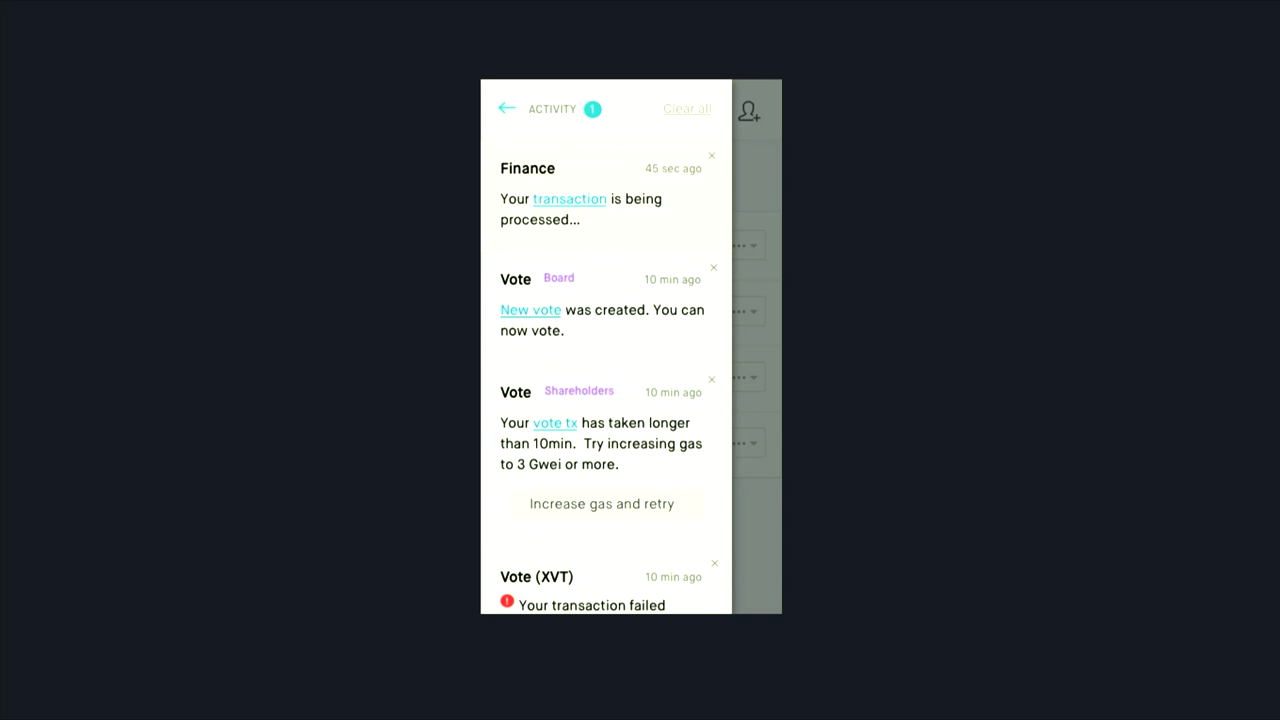 ACTIVITY 1 Clear all
Finance 45 sec ago
Your transaction is being
processed...
Vote Board 10 min ago
New vote was created. You can
now vote.
Vote Shareholders 10 min ago
Your vote tx has taken longer
than 10min. Try increasing gas
to 3 Gwei or more.
Increase gas and retry
Vote (XVT) 10 min ago
Your transaction failed